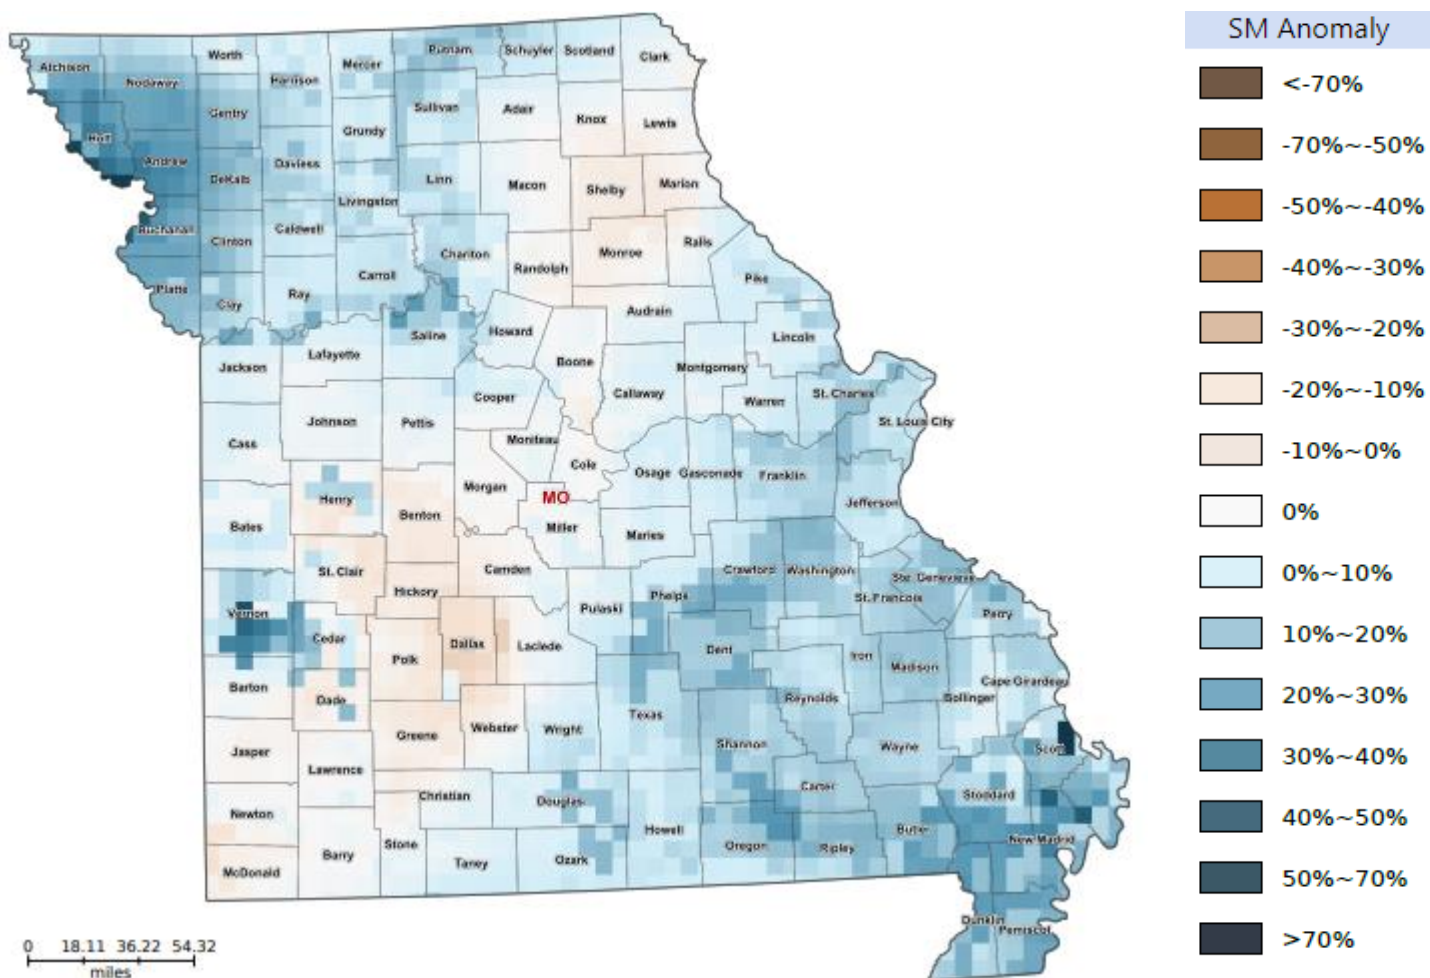 SM Anomaly
<-70%
-70%~-50%
-50%~-40%
-40%~-30%
-30%~-20%
-20%~-10%
-10%~0%
0%
0%~10%
10%~20%
20%~30%
30%~40%
40%~50%
50%~70%
>70%
Atchison
Nodaway
Worth
Harrison
Mercer
Putnam
Schuyler
Scotland
Clark
Holt
Gentry
Grundy
Sullivan
Adair
Knox
Lewis
Andrew
DeKalb
Daviess
Livingston
Linn
Macon
Shelby
Marion
Buchanan
Clinton
Caldwell
Carroll
Chariton
Randolph
Monroe
Ralls
Pike
Platte
Clay
Ray
Saline
Howard
Audrain
Lincoln
Jackson
Lafayette
Boone
Callaway
Montgomery
Warren
St. Charles
St. Louis City
Cass
Johnson
Pettis
Cooper
Moniteau
Cole
Osage
Gasconade
Franklin
Jefferson
Henry
Benton
Morgan
MO
Miller
Maries
Bates
St. Clair
Hickory
Camden
Pulaski
Phelps
Crawford
Washington
St. Francois
Ste. Genevieve
Perry
Vernon
Cedar
Polk
Dallas
Laclede
Dent
Iron
Madison
Bollinger
Cape Girardeau
Barton
Dade
Greene
Webster
Wright
Texas
Shannon
Reynolds
Wayne
Scott
Jasper
Lawrence
Christian
Douglas
Carter
Stoddard
Newton
McDonald
Barry
Stone
Taney
Ozark
Howell
Oregon
Ripley
Butler
New Madrid
Dunklin
Pemiscot
0 18.11 36.22 54.32
miles